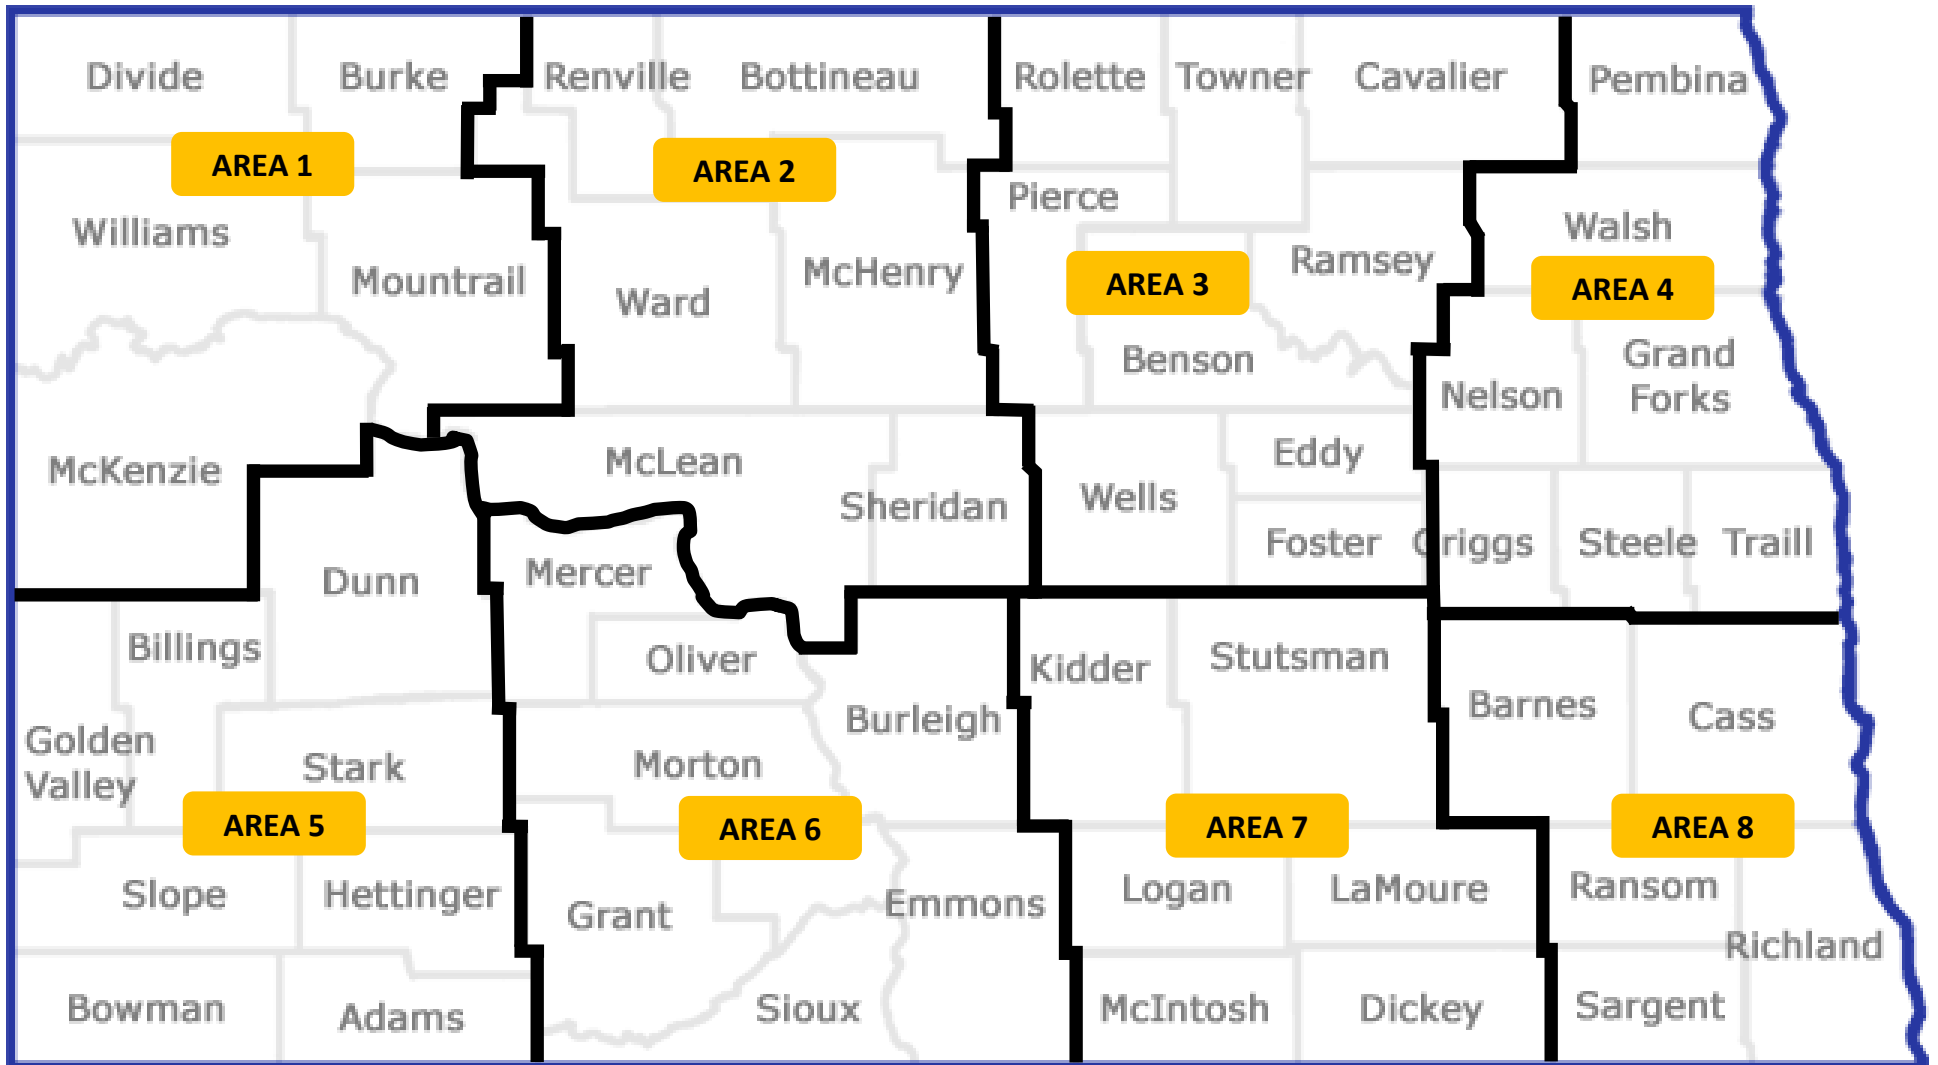 Divide
Burke
Renville
Bottineau
Rolette
Towner
Cavalier
Pembina
AREA 1
AREA 2
Pierce
Williams
Walsh
Mountrail
Ward
McHenry
AREA 3
Ramsey
AREA 4
Benson
Grand
Forks
Nelson
McKenzie
McLean
Sheridan
Wells
Eddy
Foster
Griggs
Steele
Traill
Dunn
Mercer
Billings
Oliver
Kidder
Stutsman
Burleigh
Barnes
Cass
Golden
Valley
Stark
Morton
AREA 5
AREA 6
AREA 7
AREA 8
Slope
Hettinger
Grant
Emmons
Logan
LaMoure
Ransom
Richland
Bowman
Adams
Sioux
McIntosh
Dickey
Sargent